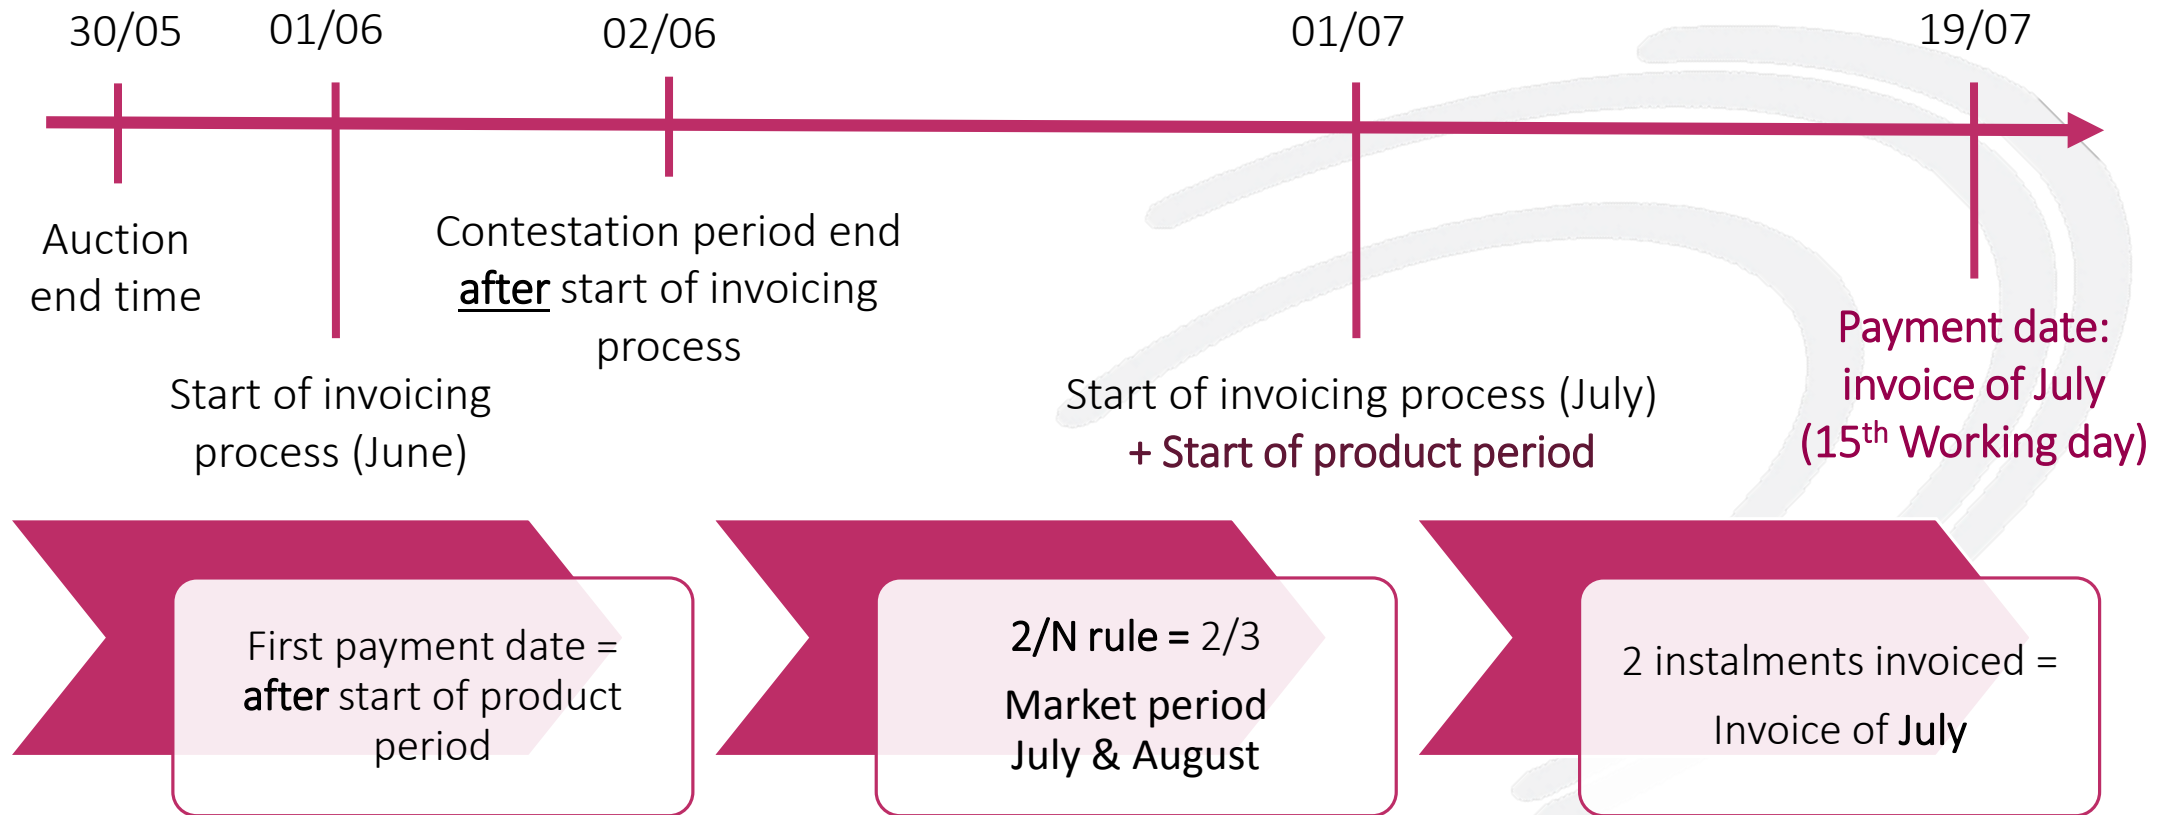 30/05
01/06
02/06
01/07
19/07
Auction
end time
Start of invoicing
process (June)
Contestation period end
after start of invoicing
process
Start of invoicing process (July)
+ Start of product period
Payment date:
invoice of July
(15th Working day)
First payment date =
after start of product
period
2/N rule = 2/3
Market period
July & August
2 instalments invoiced =
Invoice of July